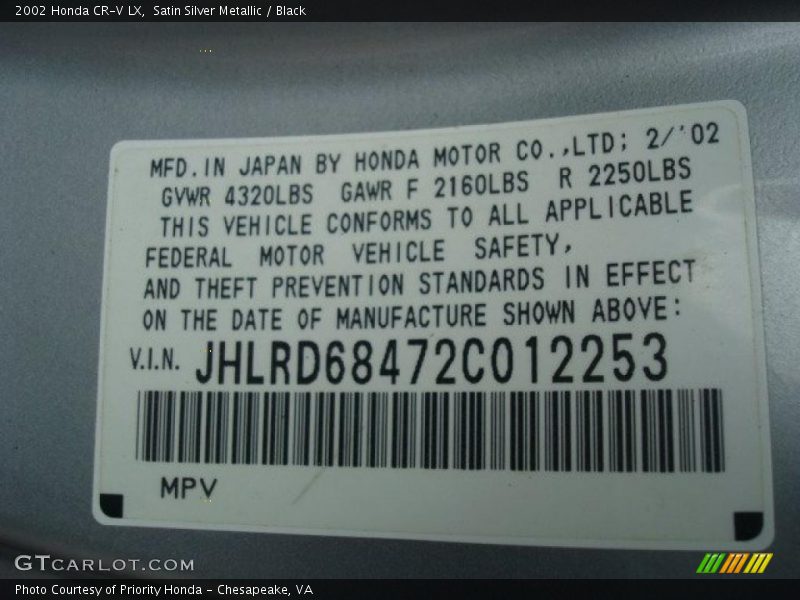 2002 Honda CR-V LX,  Satin Silver Metallic / Black
MFD. IN JAPAN BY HONDA MOTOR CO.,LTD; 2/'02
GVWR 4320LBS GAWR F 2160LBS R 2250LBS
THIS VEHICLE CONFORMS TO ALL APPLICABLE
FEDERAL MOTOR VEHICLE SAFETY,
AND THEFT PREVENTION STANDARDS IN EFFECT
ON THE DATE OF MANUFACTURE SHOWN ABOVE:
V.I.N. JHLRD68472C012253
MPV
GTCARLOT.COM
Photo Courtesy of Priority Honda - Chesapeake, VA